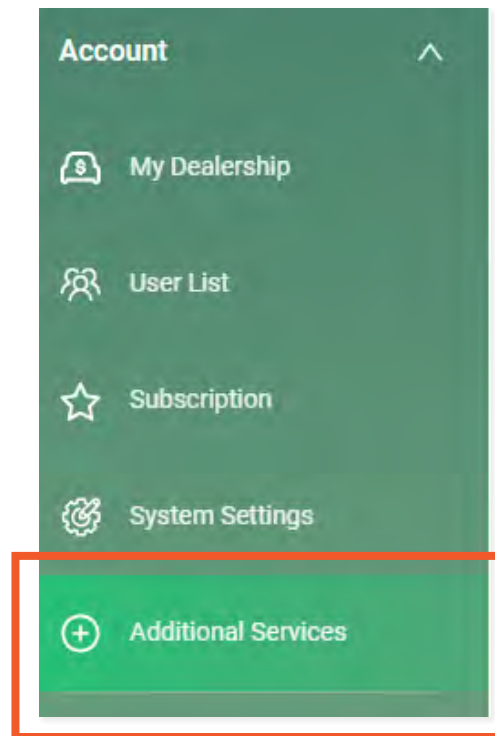 Account
My Dealership
User List
Subscription
System Settings
Additional Services